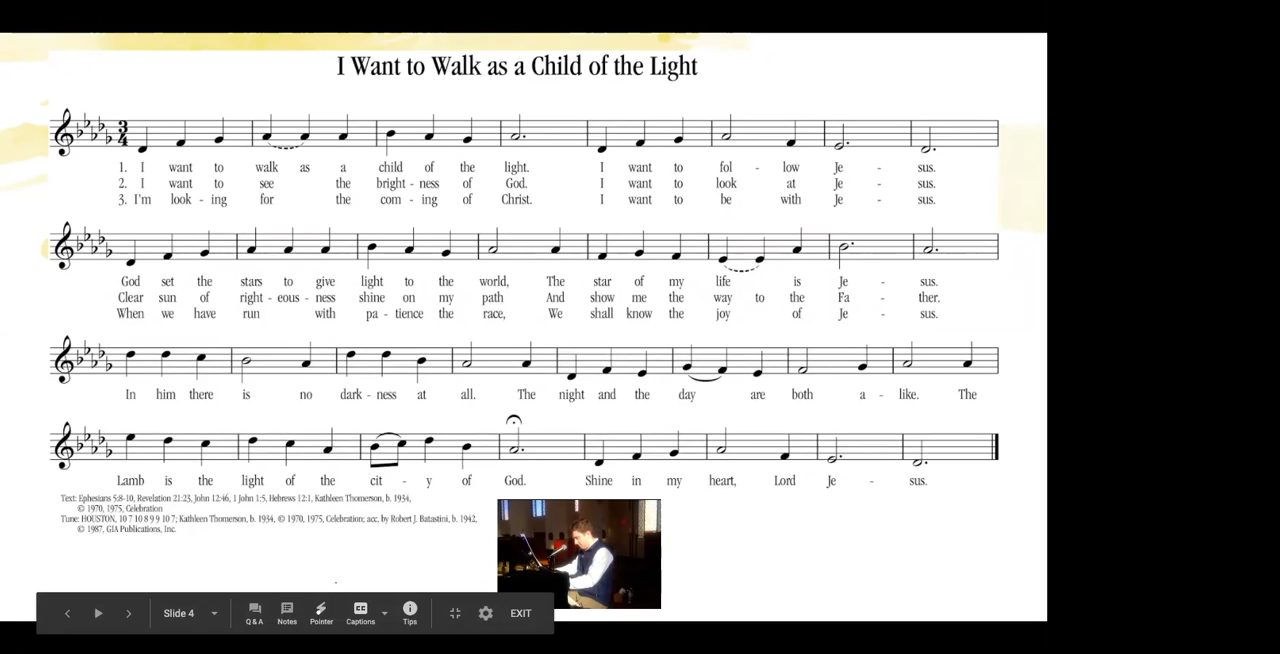 I Want to Walk as a Child of the Light
3
4
1. I want to walk as a child of the light. I want to fol - low Je - sus.
2. I want to see the bright - ness of God. I want to look at Je - sus.
3. I'm look - ing for the com - ing of Christ. I want to be with Je - sus.
God set the stars to give light to the world, The star of my life is Je - sus.
Clear sun of right - eous - ness shine on my path And show me the way to the Fa - ther.
When we have run with pa - tience the race, We shall know the joy of Je - sus.
In him there is no dark - ness at all. The night and the day are both a - like. The
Lamb is the light of the cit - y of God. Shine in my heart, Lord Je - sus.
Text: Ephesians 5:8-10, Revelation 21:23, John 12:46, 1 John 1:5, Hebrews 12:1, Kathleen Thomerson, b. 1934,
© 1970, 1975, Celebration
Tune: HOUSTON, 10 7 10 8 9 9 10 7; Kathleen Thomerson, b. 1934, © 1970, 1975, Celebration; acc. by Robert J. Batastini, b. 1942,
© 1987, GIA Publications, Inc.
Slide 4
Q & A
Notes
Pointer
CC
Captions
Tips
EXIT